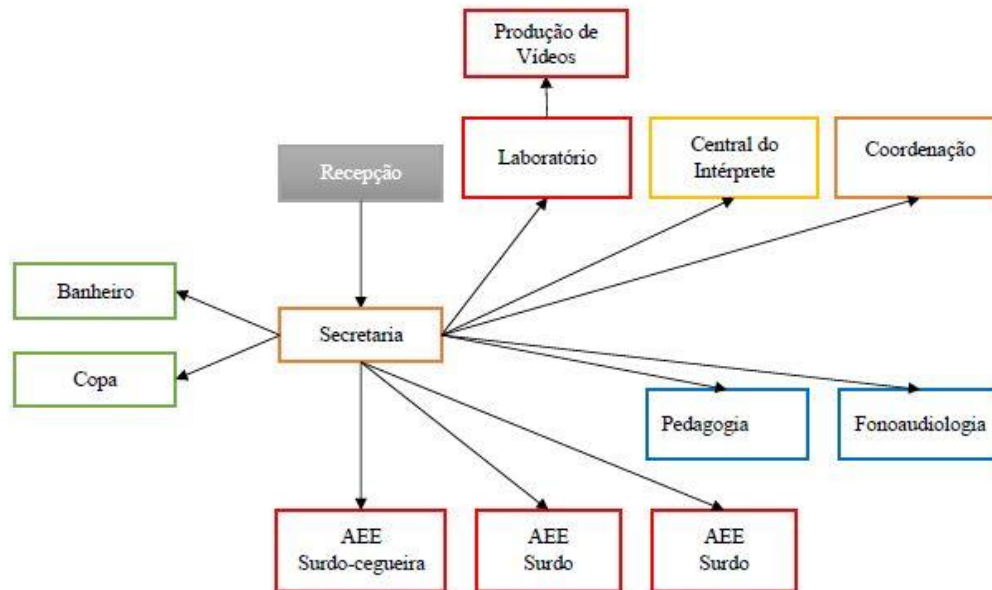 Produção de
Vídeos
Laboratório
Central do
Intérprete
Coordenação
Recepção
Banheiro
Secretaria
Copa
Pedagogia
Fonoaudiologia
AEE
Surdo-cegueira
AEE
Surdo
AEE
Surdo